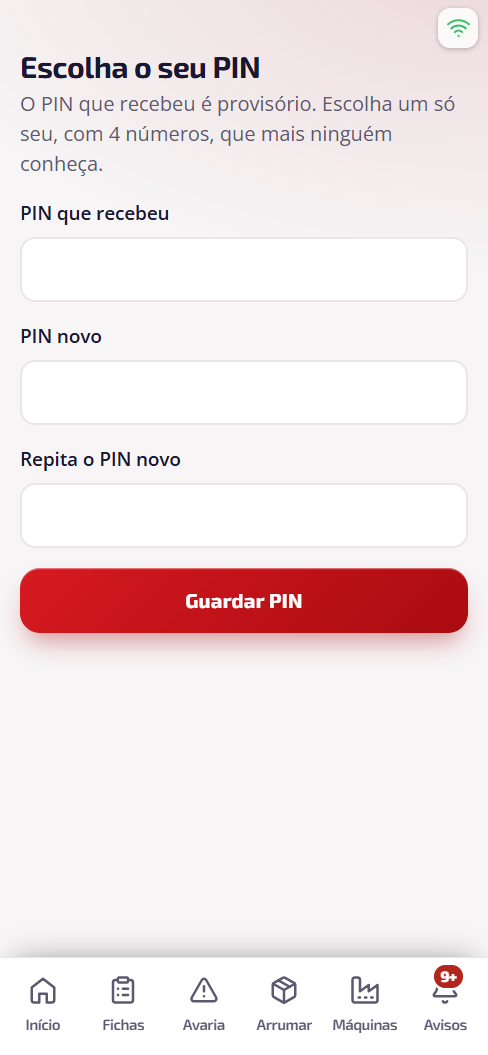 Escolha o seu PIN
O PIN que recebeu é provisório. Escolha um só
seu, com 4 números, que mais ninguém
conheça.
PIN que recebeu
PIN novo
Repita o PIN novo
Guardar PIN
9+
Início
Fichas
Avaria
Arrumar
Máquinas
Avisos